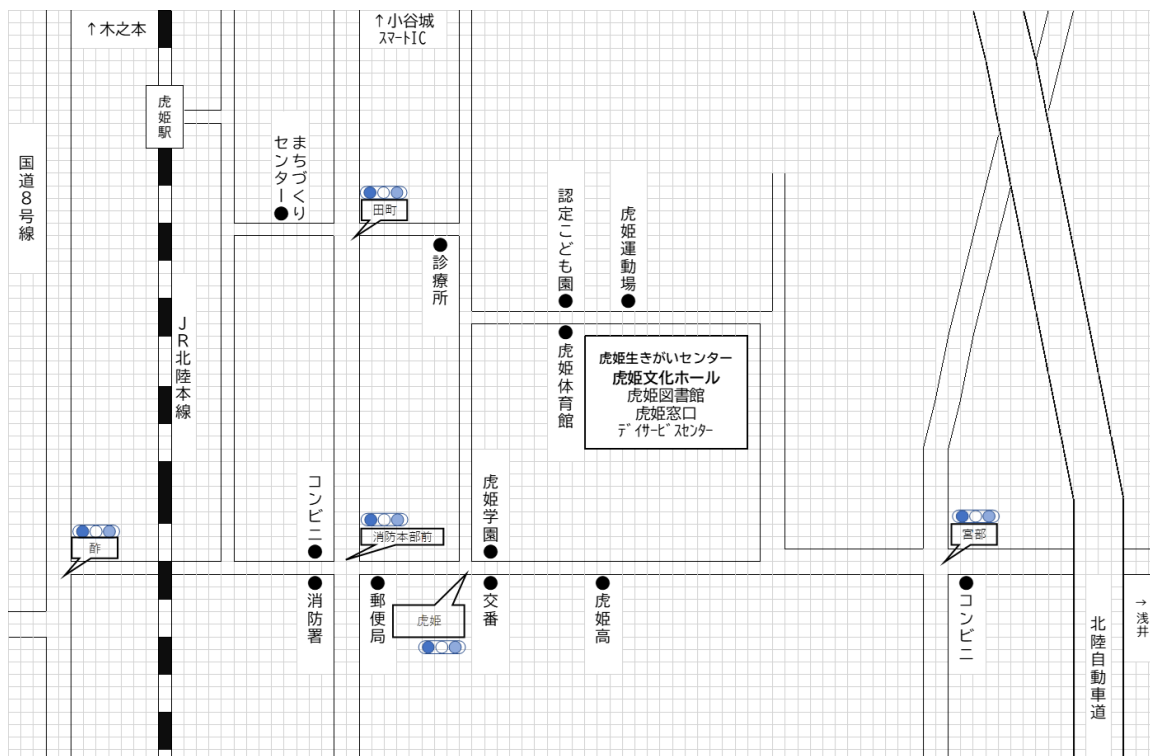 ↑木之本
↑小谷城
ｽﾏｰﾄIC
虎姫駅
国道８号線
まちづくり
センター
田町
診療所
認定こども園
虎姫運動場
ＪＲ北陸本線
虎姫体育館
虎姫生きがいセンター
虎姫文化ホール
虎姫図書館
虎姫窓口
ﾃﾞｲｻｰﾋﾞｽｾﾝﾀｰ
コンビニ
虎姫学園
酢
消防本部前
宮部
消防署
郵便局
虎姫
交番
虎姫高
コンビニ
北陸自動車道
→浅井